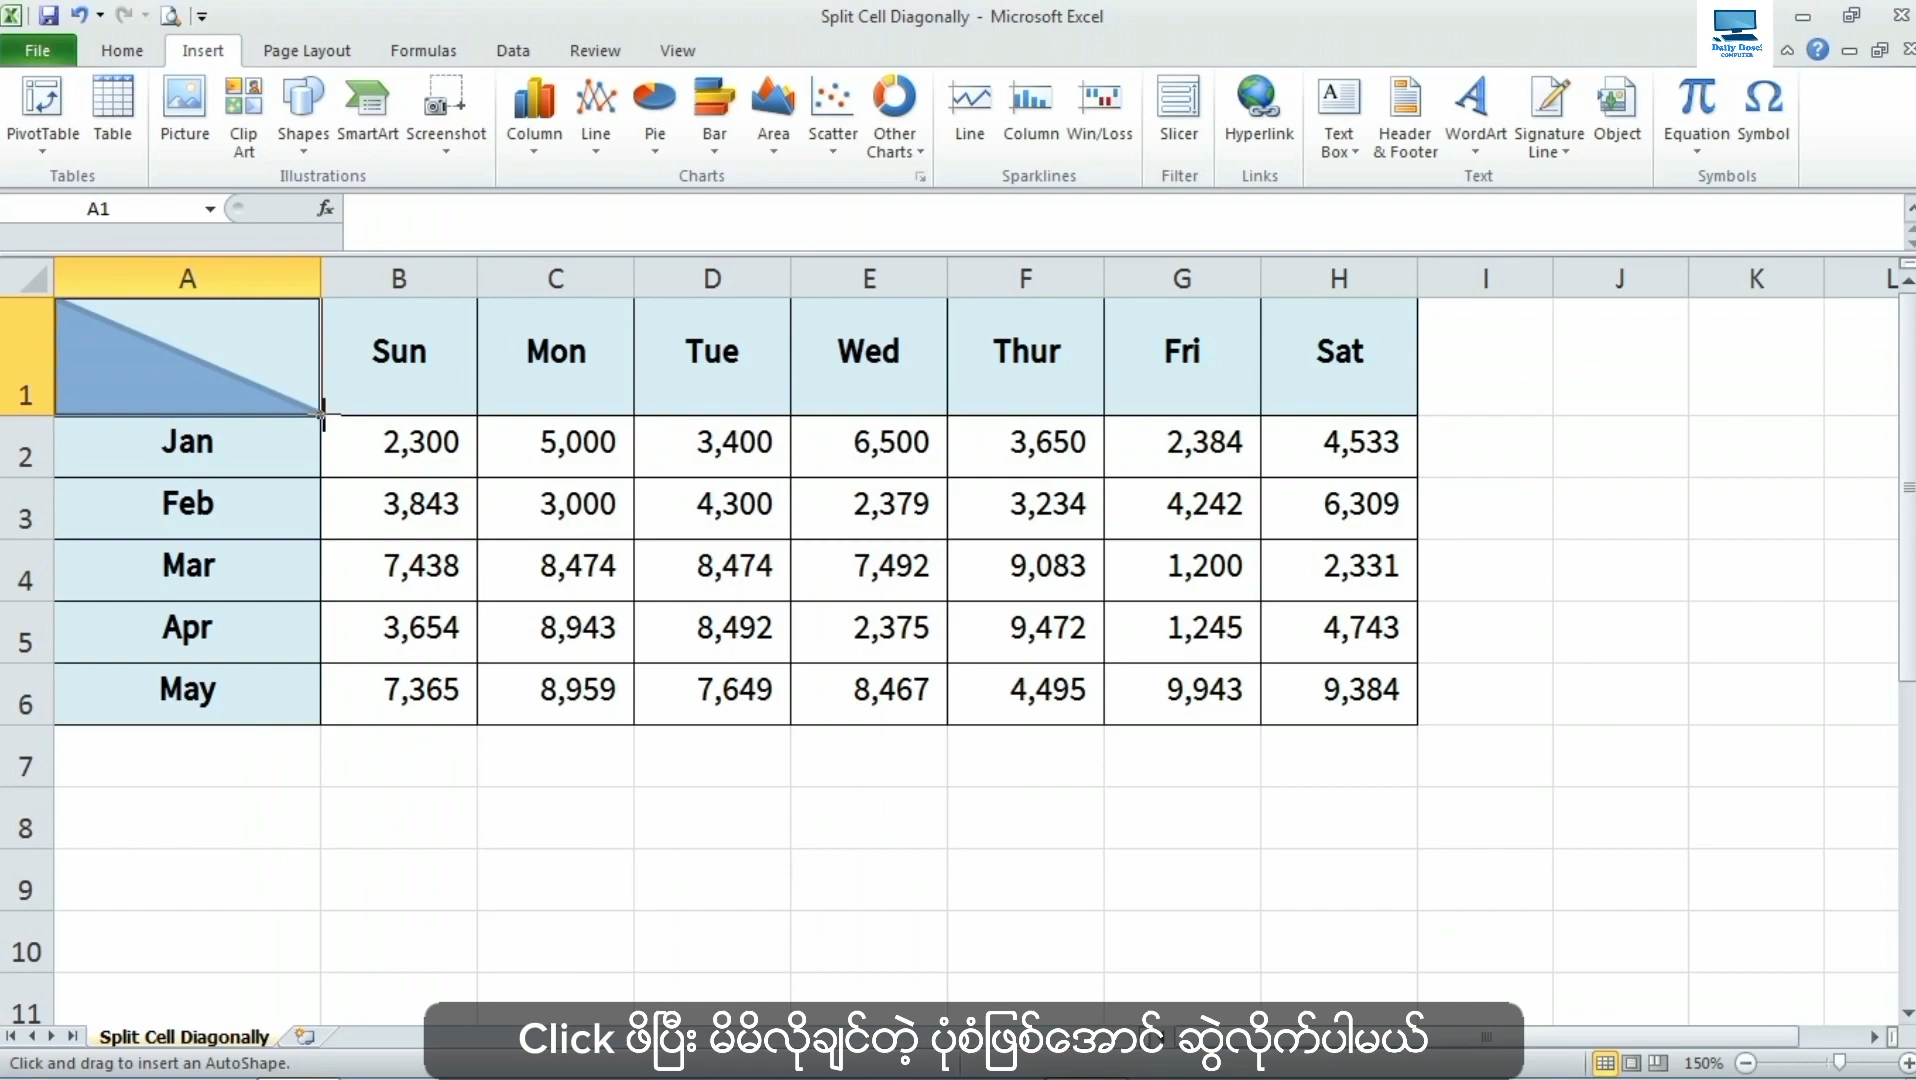 Split Cell Diagonally - Microsoft Excel
Daily Dose!
COMPUTER
File Home Insert Page Layout Formulas Data Review View
PivotTable Table Picture Clip Art Shapes SmartArt Screenshot Column Line Pie Bar Area Scatter Other Charts Line Column Win/Loss Slicer Hyperlink Text Box Header & Footer WordArt Signature Line Object Equation Symbol
Tables Illustrations Charts Sparklines Filter Links Text Symbols
A1 fx
A B C D E F G H I J K L
1 Sun Mon Tue Wed Thur Fri Sat
2 Jan 2,300 5,000 3,400 6,500 3,650 2,384 4,533
3 Feb 3,843 3,000 4,300 2,379 3,234 4,242 6,309
4 Mar 7,438 8,474 8,474 7,492 9,083 1,200 2,331
5 Apr 3,654 8,943 8,492 2,375 9,472 1,245 4,743
6 May 7,365 8,959 7,649 8,467 4,495 9,943 9,384
7
8
9
10
11
Split Cell Diagonally
Click ဖိပြီး မိမိလိုချင်တဲ့ ပုံစံဖြစ်အောင် ဆွဲလိုက်ပါမယ်
Click and drag to insert an AutoShape. 150%